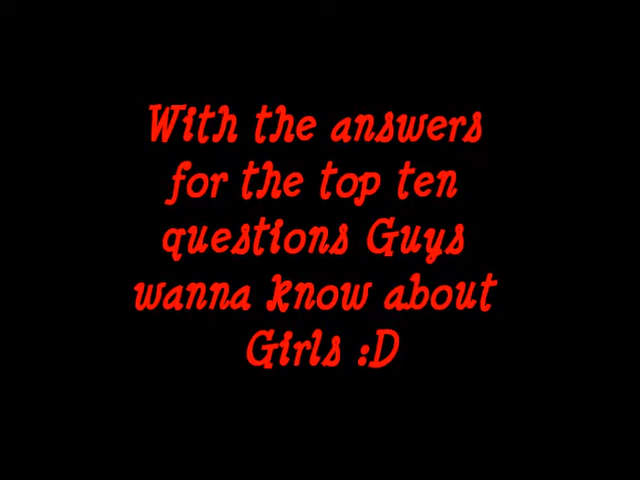 With the answers
for the top ten
questions Guys
wanna know about
Girls :D